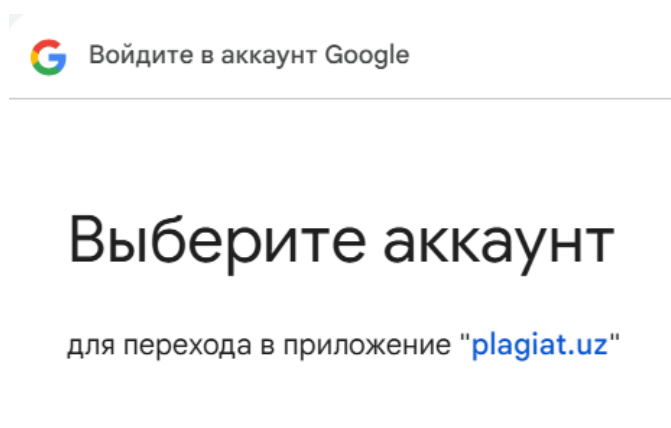 Войдите в аккаунт Google
Выберите аккаунт
для перехода в приложение "plagiat.uz"